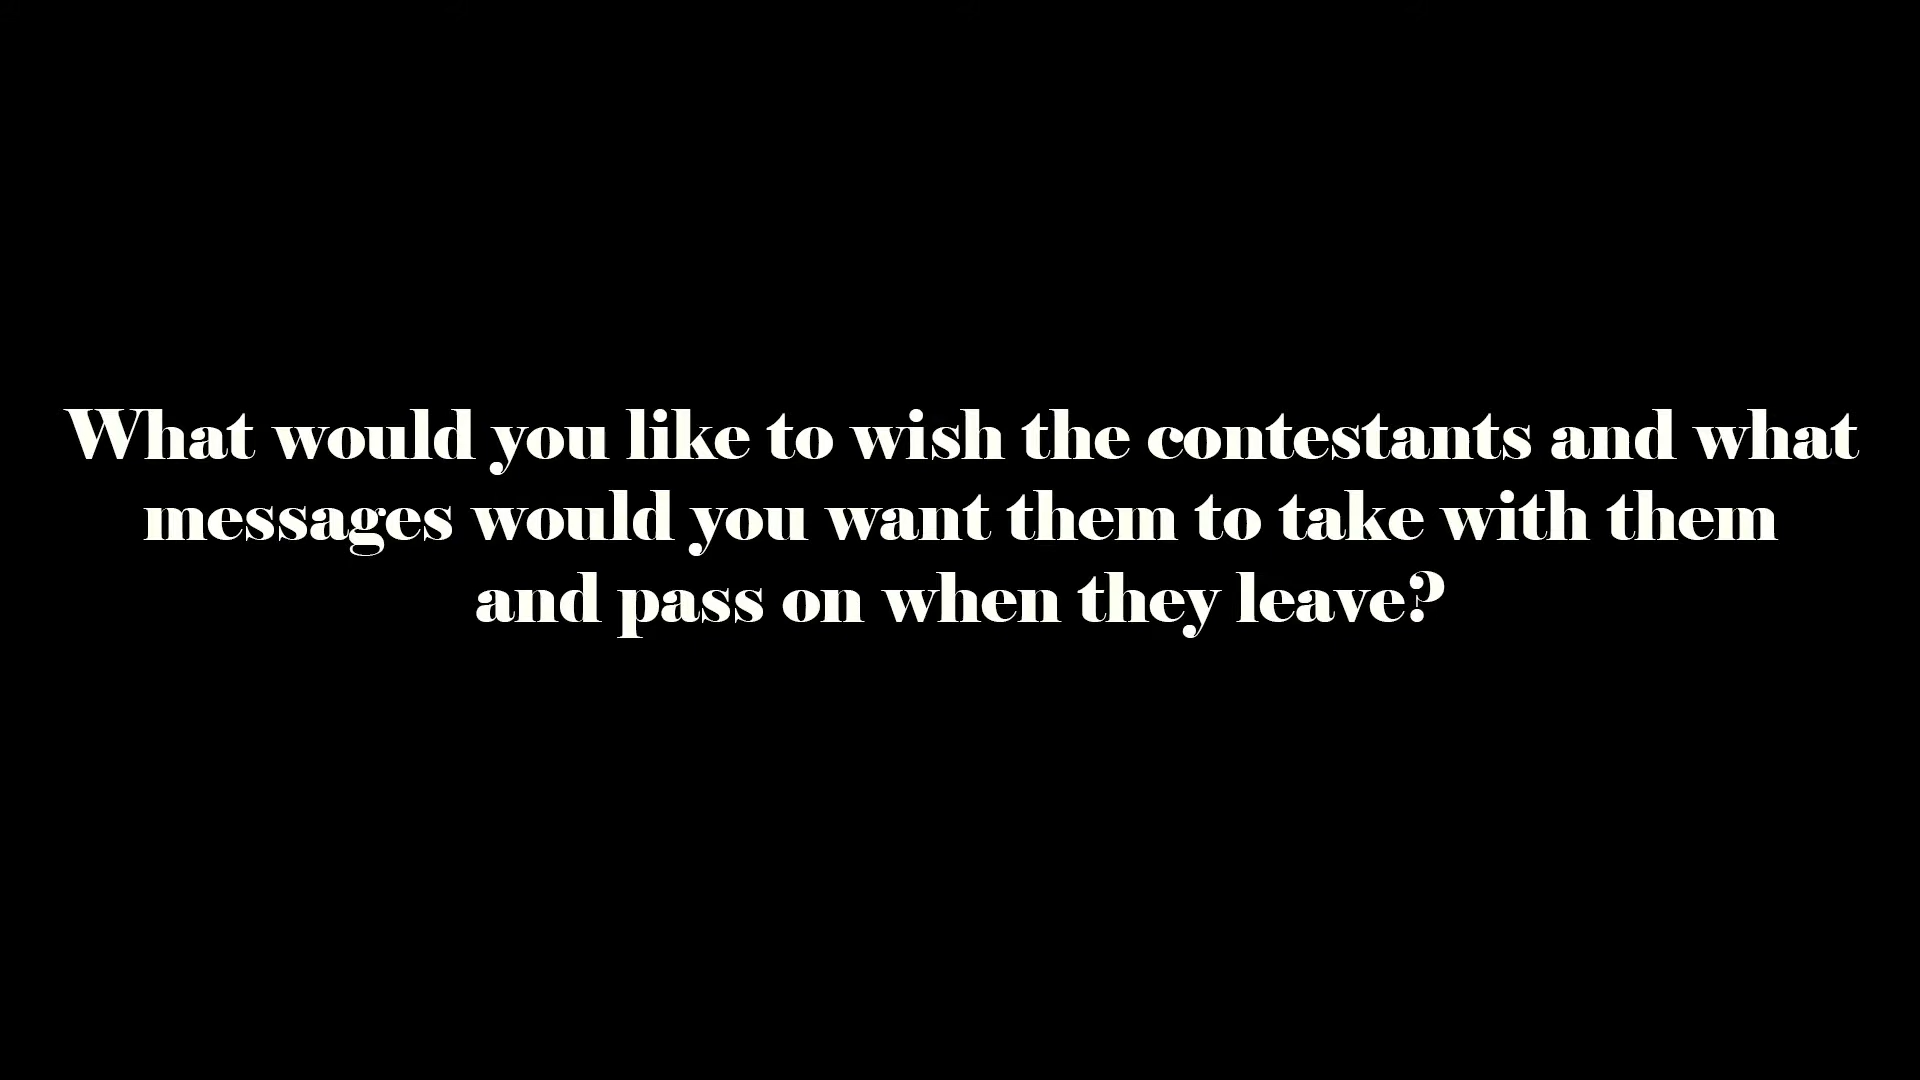 What would you like to wish the contestants and what
messages would you want them to take with them
and pass on when they leave?